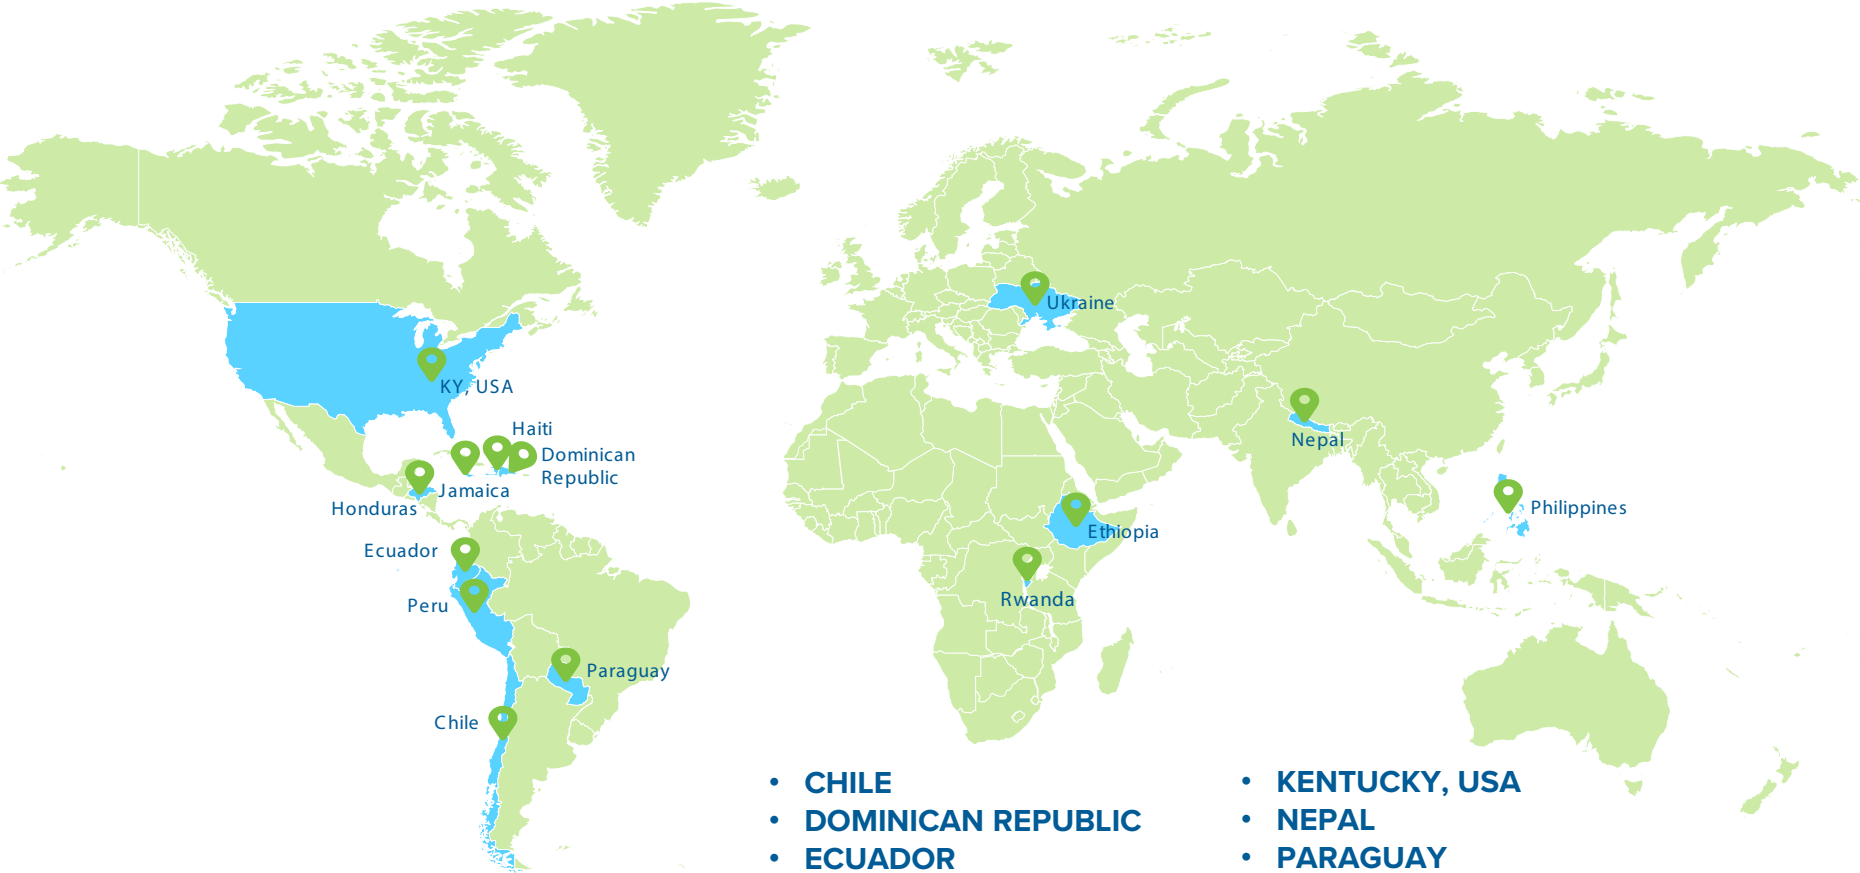 Ukraine
KY, USA
Haiti
Dominican
Republic
Nepal
Jamaica
Honduras
Philippines
Ethiopia
Ecuador
Rwanda
Peru
Paraguay
Chile
• CHILE
• DOMINICAN REPUBLIC
• ECUADOR
• KENTUCKY, USA
• NEPAL
• PARAGUAY